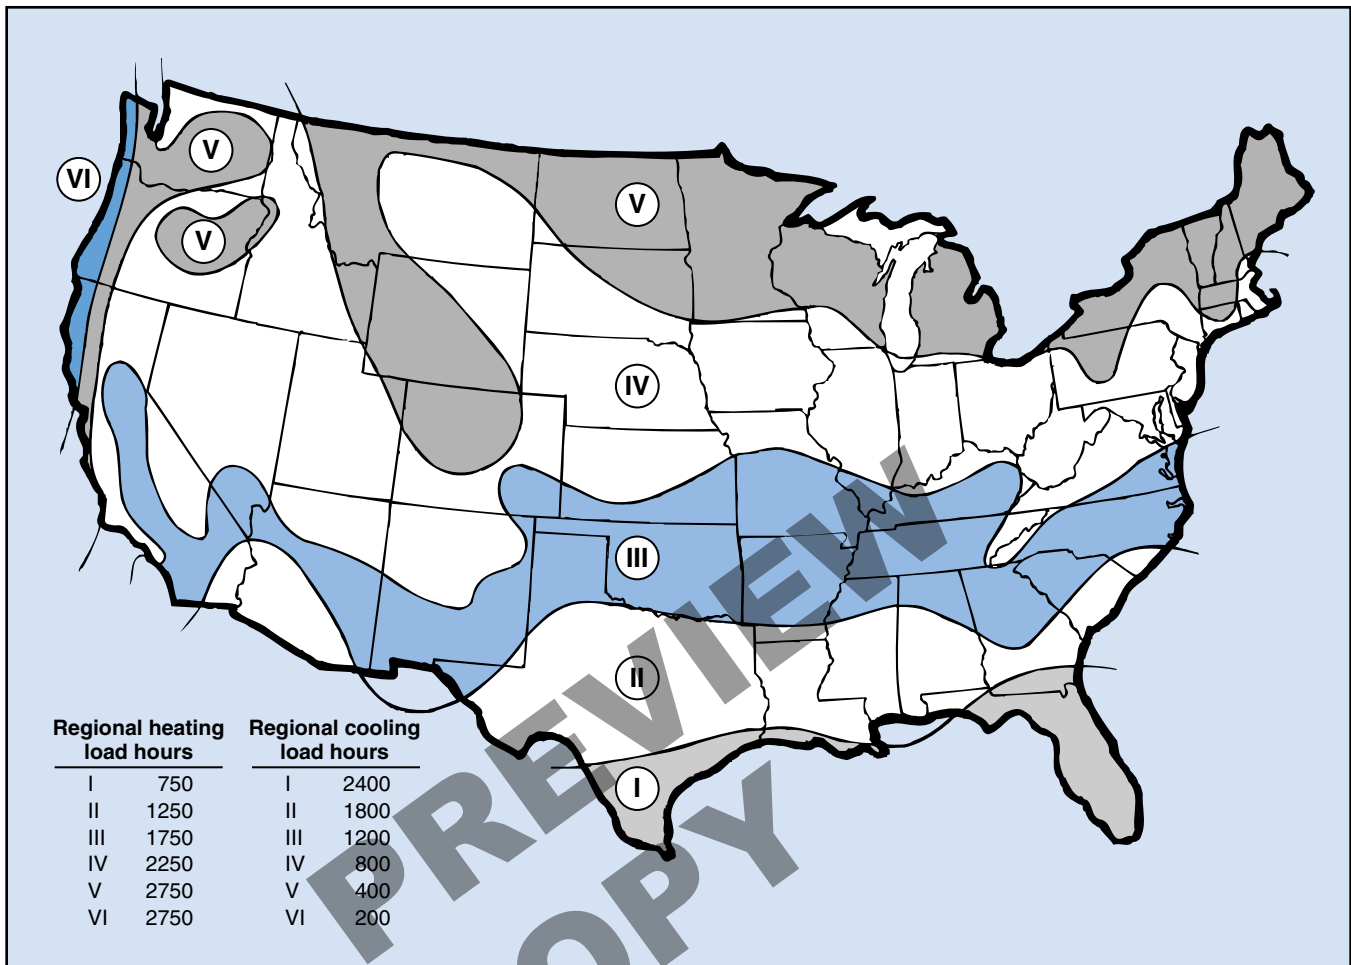 V
VI
V
V
IV
III
II
I
Regional heating load hours
I 750
II 1250
III 1750
IV 2250
V 2750
VI 2750
Regional cooling load hours
I 2400
II 1800
III 1200
IV 800
V 400
VI 200
PREVIEW
OPY